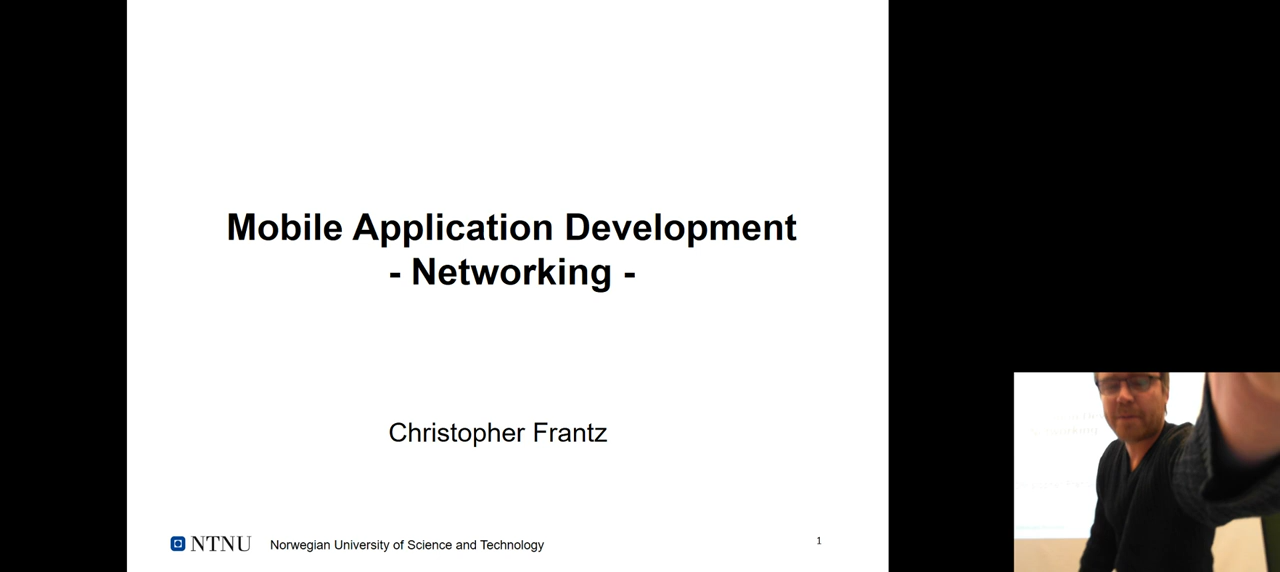 Mobile Application Development
- Networking -
Christopher Frantz
NTNU Norwegian University of Science and Technology 1